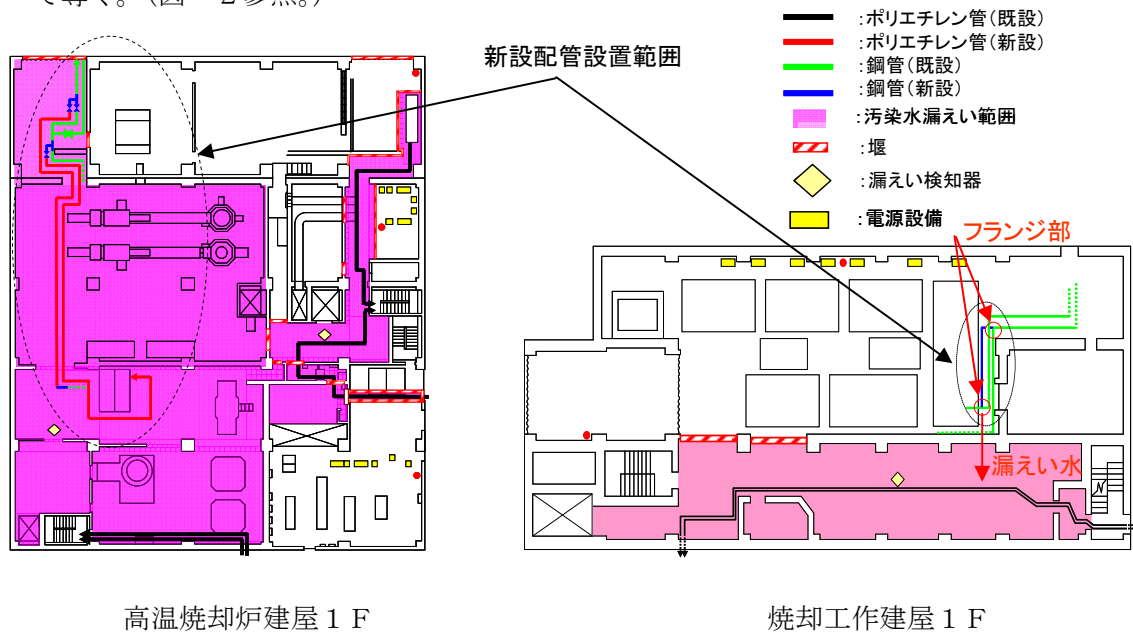 て導く。（図－２参照。）
:ポリエチレン管(既設)
:ポリエチレン管(新設)
:鋼管(既設)
:鋼管(新設)
:汚染水漏えい範囲
:堰
:漏えい検知器
:電源設備
新設配管設置範囲
フランジ部
漏えい水
高温焼却炉建屋１Ｆ
焼却工作建屋１Ｆ